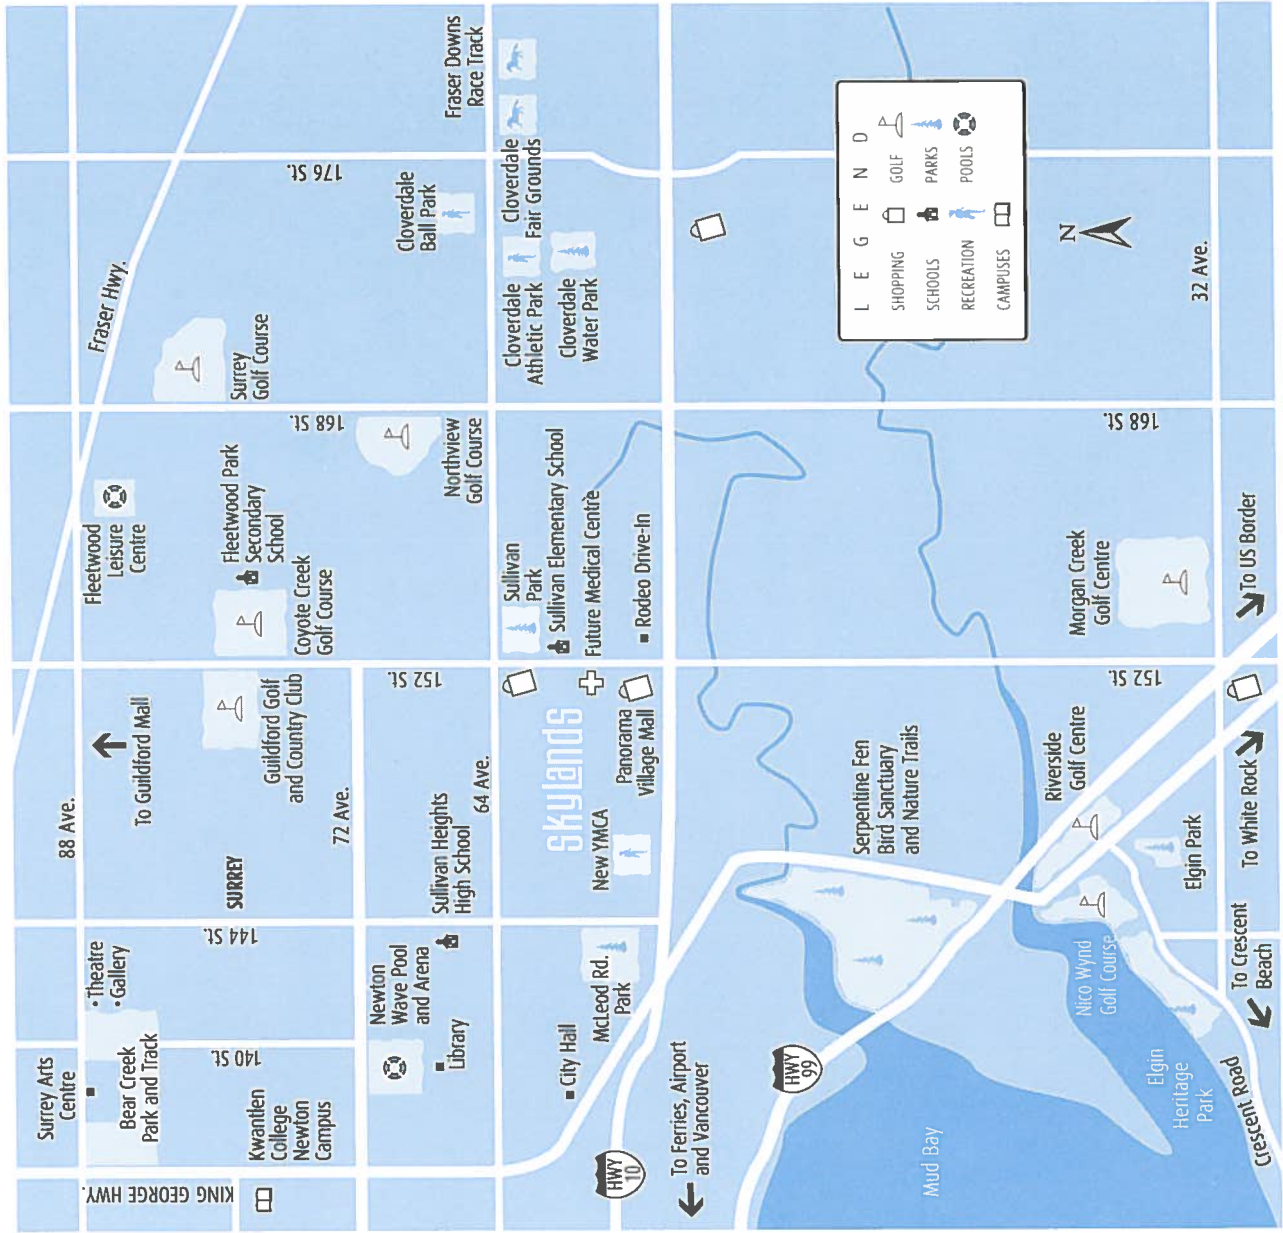 Surrey Arts
Centre
88 Ave.
KING GEORGE HWY.
• Theatre
• Gallery
Bear Creek
Park and Track
To Guildford Mall
Fleetwood
Leisure
Centre
Fraser Hwy.
140 St.
144 St.
SURREY
Kwantlen
College
Newton
Campus
Guildford Golf
and Country Club
Fleetwood Park
Secondary
School
Coyote Creek
Golf Course
Surrey
Golf Course
168 St.
176 St.
72 Ave.
Newton
Wave Pool
and Arena
Library
Sullivan Heights
High School
152 St.
64 Ave.
Northview
Golf Course
Cloverdale
Ball Park
Fraser Downs
Race Track
City Hall
McLeod Rd.
Park
skylands
New YMCA
Panorama
Village Mall
Sullivan
Park
Sullivan Elementary School
Future Medical Centre
Rodeo Drive-In
Cloverdale
Athletic Park
Cloverdale
Fair Grounds
Cloverdale
Water Park
HWY
10
To Ferries, Airport
and Vancouver
HWY
99
Serpentine Fen
Bird Sanctuary
and Nature Trails
LEGEND
SHOPPING
GOLF
SCHOOLS
PARKS
RECREATION
POOLS
CAMPUSES
Mud Bay
N
Nico Wynd
Golf Course
Riverside
Golf Centre
Morgan Creek
Golf Centre
152 St.
168 St.
Elgin
Heritage
Park
Elgin Park
32 Ave.
Crescent Road
To Crescent
Beach
To White Rock
To US Border